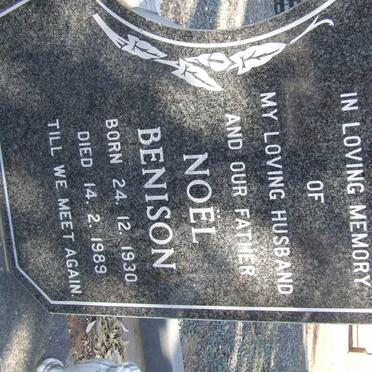 IN LOVING MEMORY
OF
MY LOVING HUSBAND
AND OUR FATHER
NOËL
BENISON
BORN 24. 12. 1930
DIED 14. 2. 1989
TILL WE MEET AGAIN.